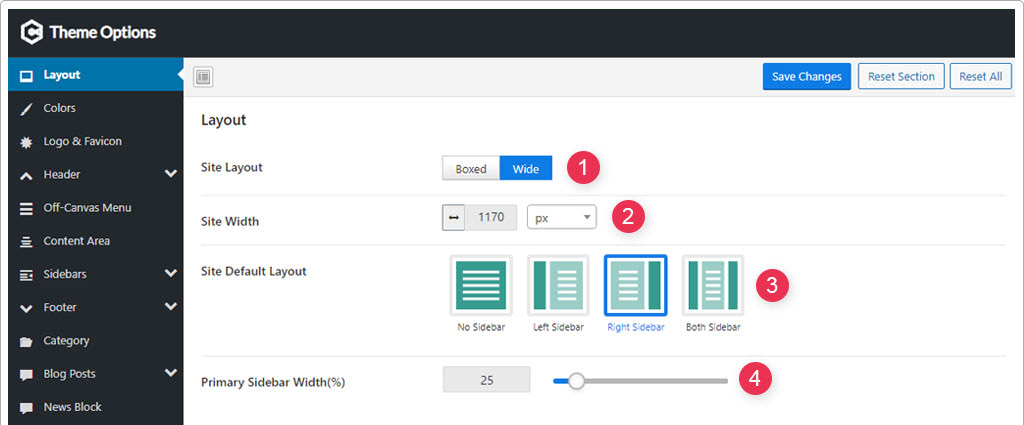 Theme Options
Layout
Colors
Logo & Favicon
Header
Off-Canvas Menu
Content Area
Sidebars
Footer
Category
Blog Posts
News Block
Save Changes Reset Section Reset All
Layout
Site Layout Boxed Wide 1
Site Width 1170 px 2
Site Default Layout 3
No Sidebar Left Sidebar Right Sidebar Both Sidebar
Primary Sidebar Width(%) 25 4